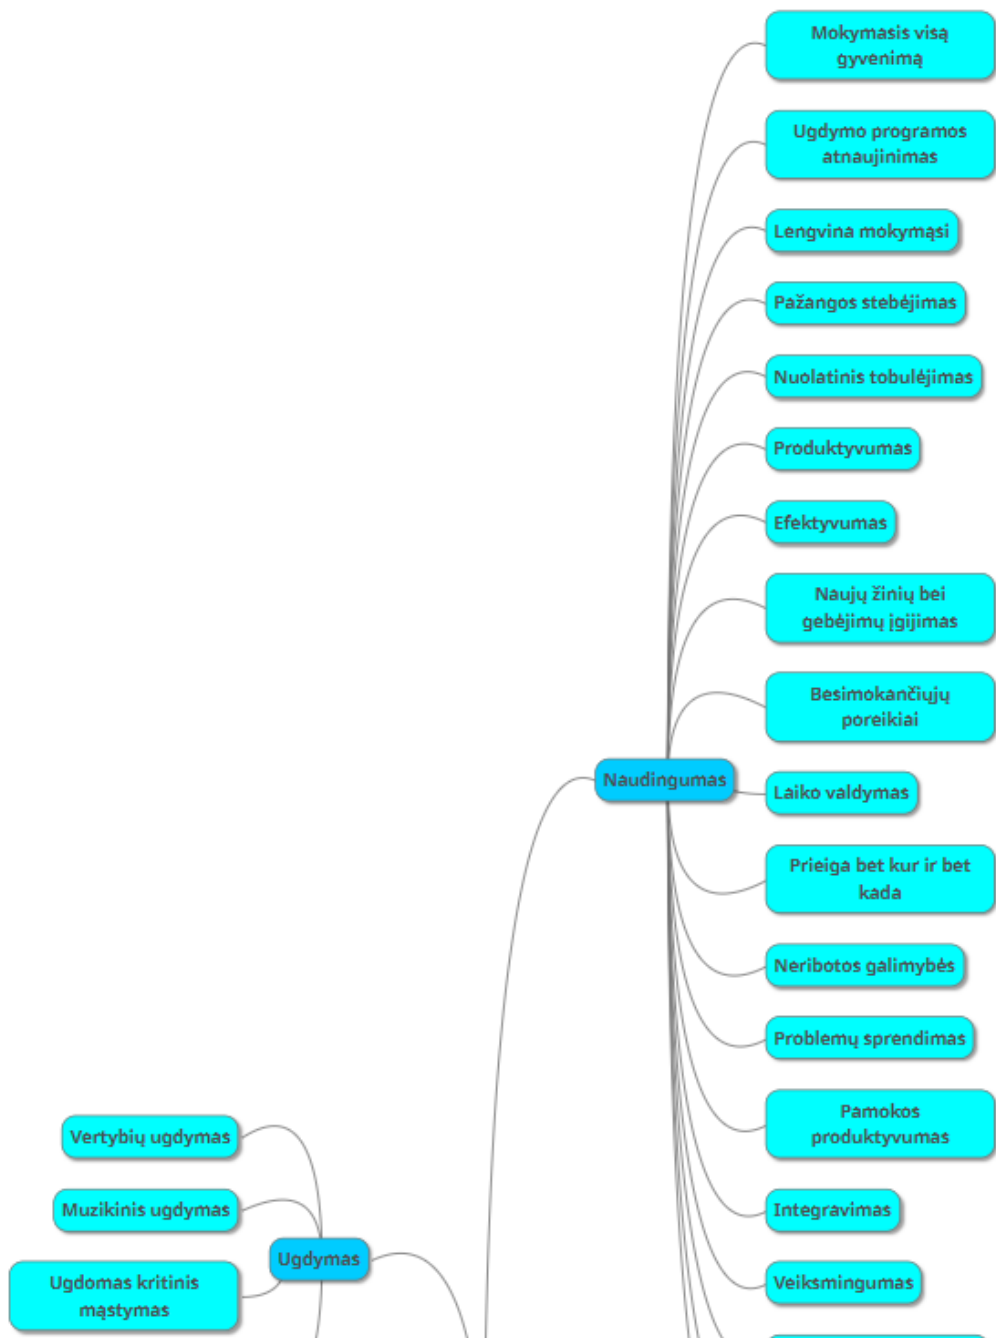 Mokymasis visą
gyvenimą
Ugdymo programos
atnaujinimas
Lengvina mokymąsi
Pažangos stebėjimas
Nuolatinis tobulėjimas
Produktyvumas
Efektyvumas
Naujų žinių bei
gebėjimų įgijimas
Besimokančiųjų
poreikiai
Naudingumas
Laiko valdymas
Prieiga bet kur ir bet
kada
Neribotos galimybės
Problemų sprendimas
Pamokos
produktyvumas
Integravimas
Veiksmingumas
Vertybių ugdymas
Muzikinis ugdymas
Ugdymas
Ugdomas kritinis
mąstymas